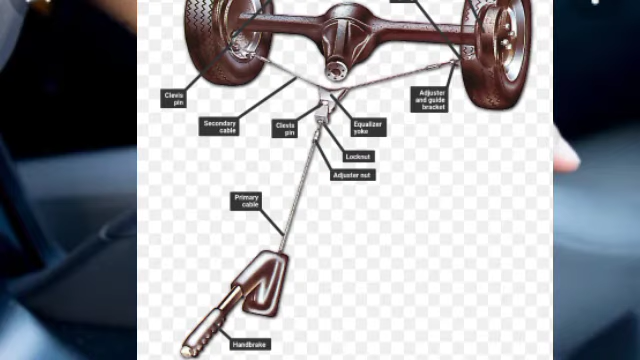 Clevis
pin
Secondary
cable
Clevis
pin
Equalizer
yoke
Adjuster
and guide
bracket
Locknut
Adjuster nut
Primary
cable
Handbrake